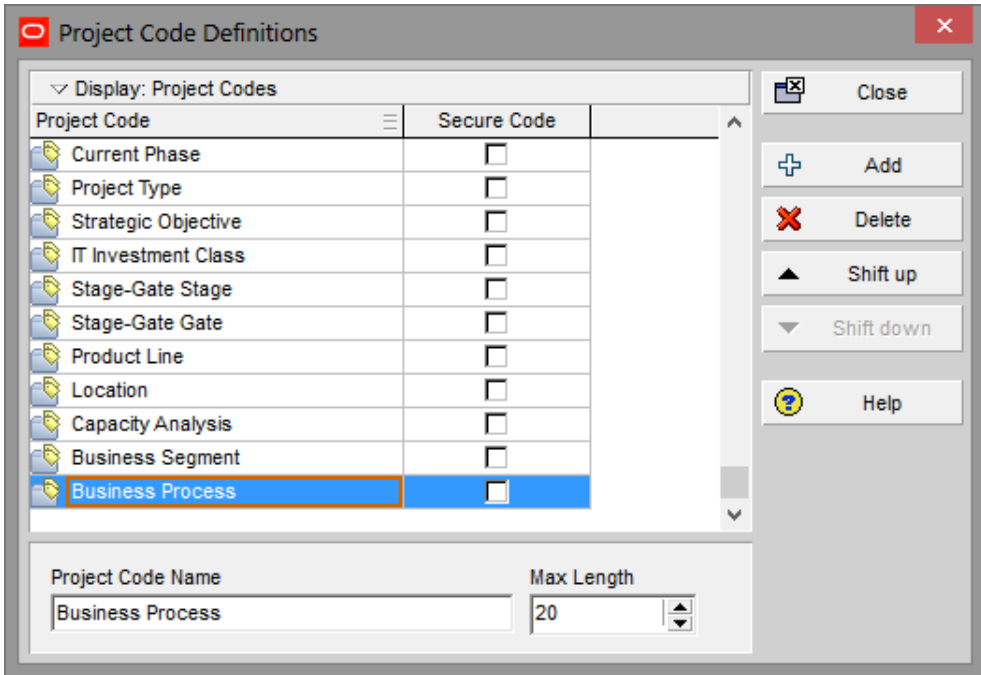 Project Code Definitions
Display: Project Codes
Project Code Secure Code
Current Phase
Project Type
Strategic Objective
IT Investment Class
Stage-Gate Stage
Stage-Gate Gate
Product Line
Location
Capacity Analysis
Business Segment
Business Process
Close
Add
Delete
Shift up
Shift down
Help
Project Code Name Max Length
Business Process 20